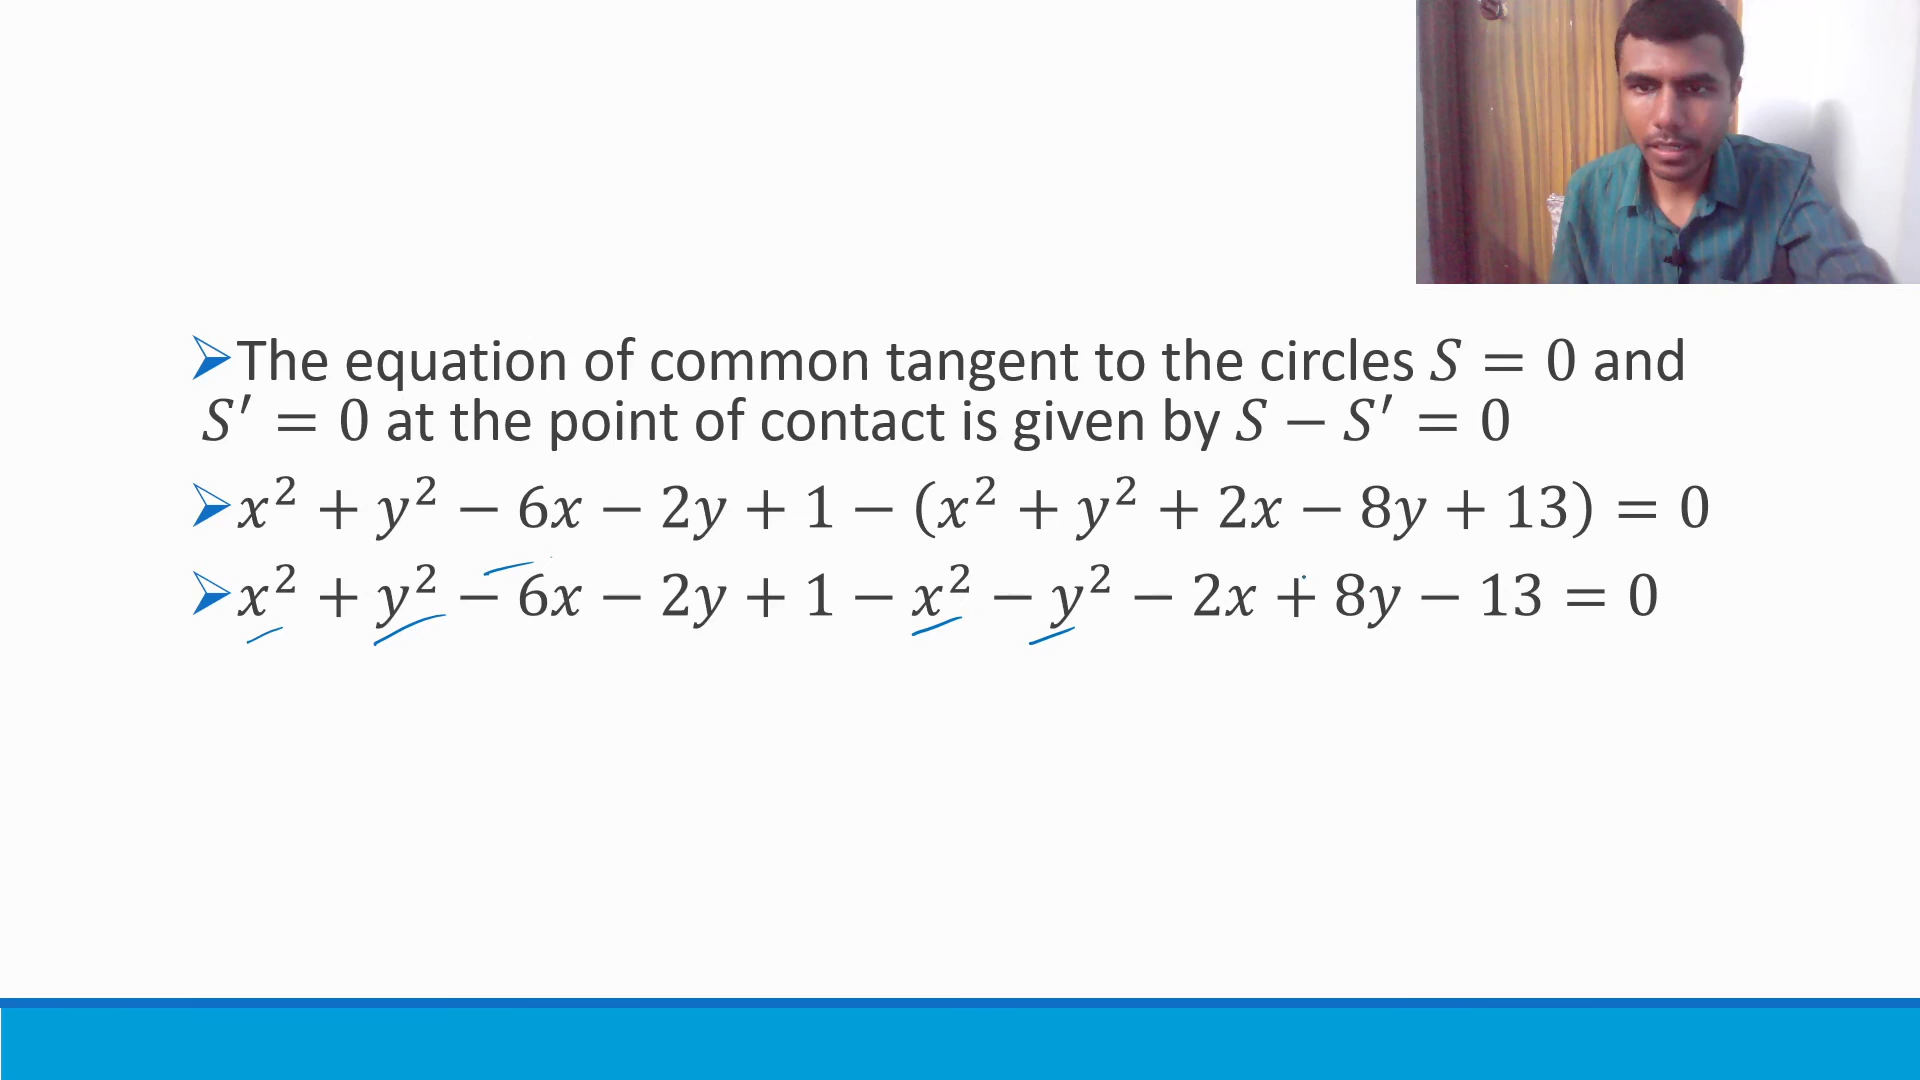 The equation of common tangent to the circles S = 0 and
S′ = 0 at the point of contact is given by S − S′ = 0
x² + y² − 6x − 2y + 1 − (x² + y² + 2x − 8y + 13) = 0
x² + y² − 6x − 2y + 1 − x² − y² − 2x + 8y − 13 = 0